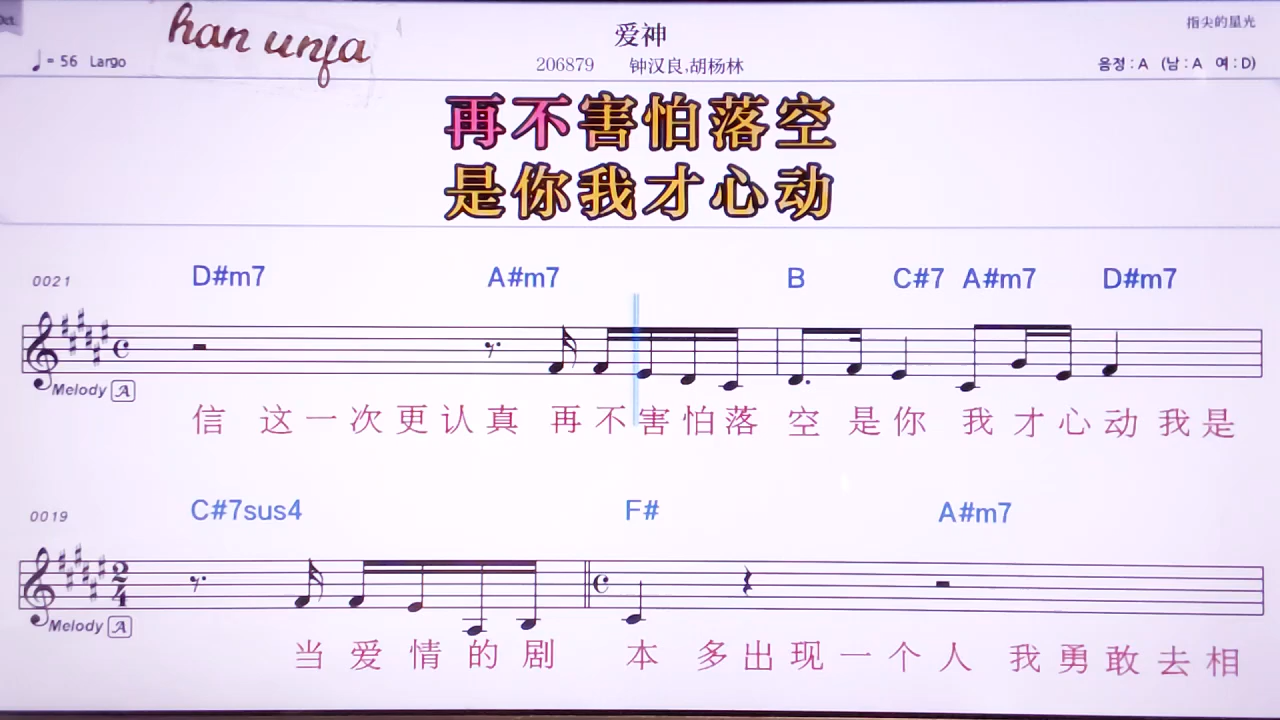 han unfa
爱神
指尖的星光
♩= 56 Largo
206879 钟汉良,胡杨林
음정 : A (남 : A 여 : D)
再不害怕落空
是你我才心动
0021 D#m7 A#m7 B C#7 A#m7 D#m7
Melody A
信 这一次更认真 再不害怕落 空 是你 我才心动我是
0019 C#7sus4 F# A#m7
2/4
Melody A
当爱情的剧 本 多出现一个人 我勇敢去相